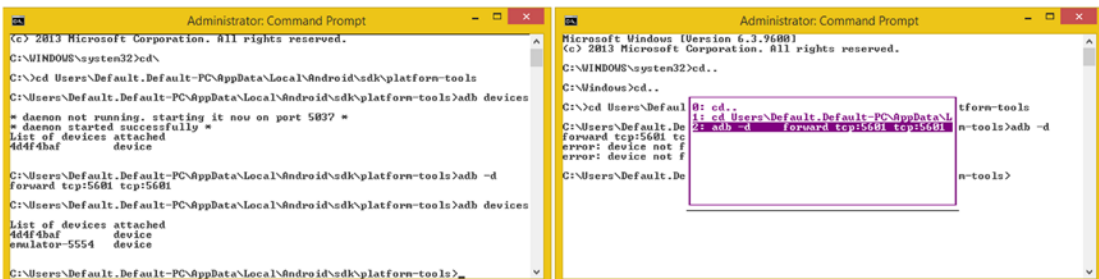 Administrator: Command Prompt
(c) 2013 Microsoft Corporation. All rights reserved.
C:\WINDOWS\system32>cd\
C:\>cd Users\Default.Default-PC\AppData\Local\Android\sdk\platform-tools
C:\Users\Default.Default-PC\AppData\Local\Android\sdk\platform-tools>adb devices
* daemon not running. starting it now on port 5037 *
* daemon started successfully *
List of devices attached
4d4f4baf device
C:\Users\Default.Default-PC\AppData\Local\Android\sdk\platform-tools>adb -d
forward tcp:5601 tcp:5601
C:\Users\Default.Default-PC\AppData\Local\Android\sdk\platform-tools>adb devices
List of devices attached
4d4f4baf device
emulator-5554 device
C:\Users\Default.Default-PC\AppData\Local\Android\sdk\platform-tools>_
Administrator: Command Prompt
Microsoft Windows [Version 6.3.9600]
(c) 2013 Microsoft Corporation. All rights reserved.
C:\WINDOWS\system32>cd..
C:\Windows>cd..
C:\>cd Users\Defaul tform-tools
C:\Users\Default.De m-tools>adb -d
forward tcp:5601 tc
error: device not f
error: device not f
C:\Users\Default.De m-tools>
0: cd..
1: cd Users\Default.Default-PC\AppData\L
2: adb -d forward tcp:5601 tcp:5601